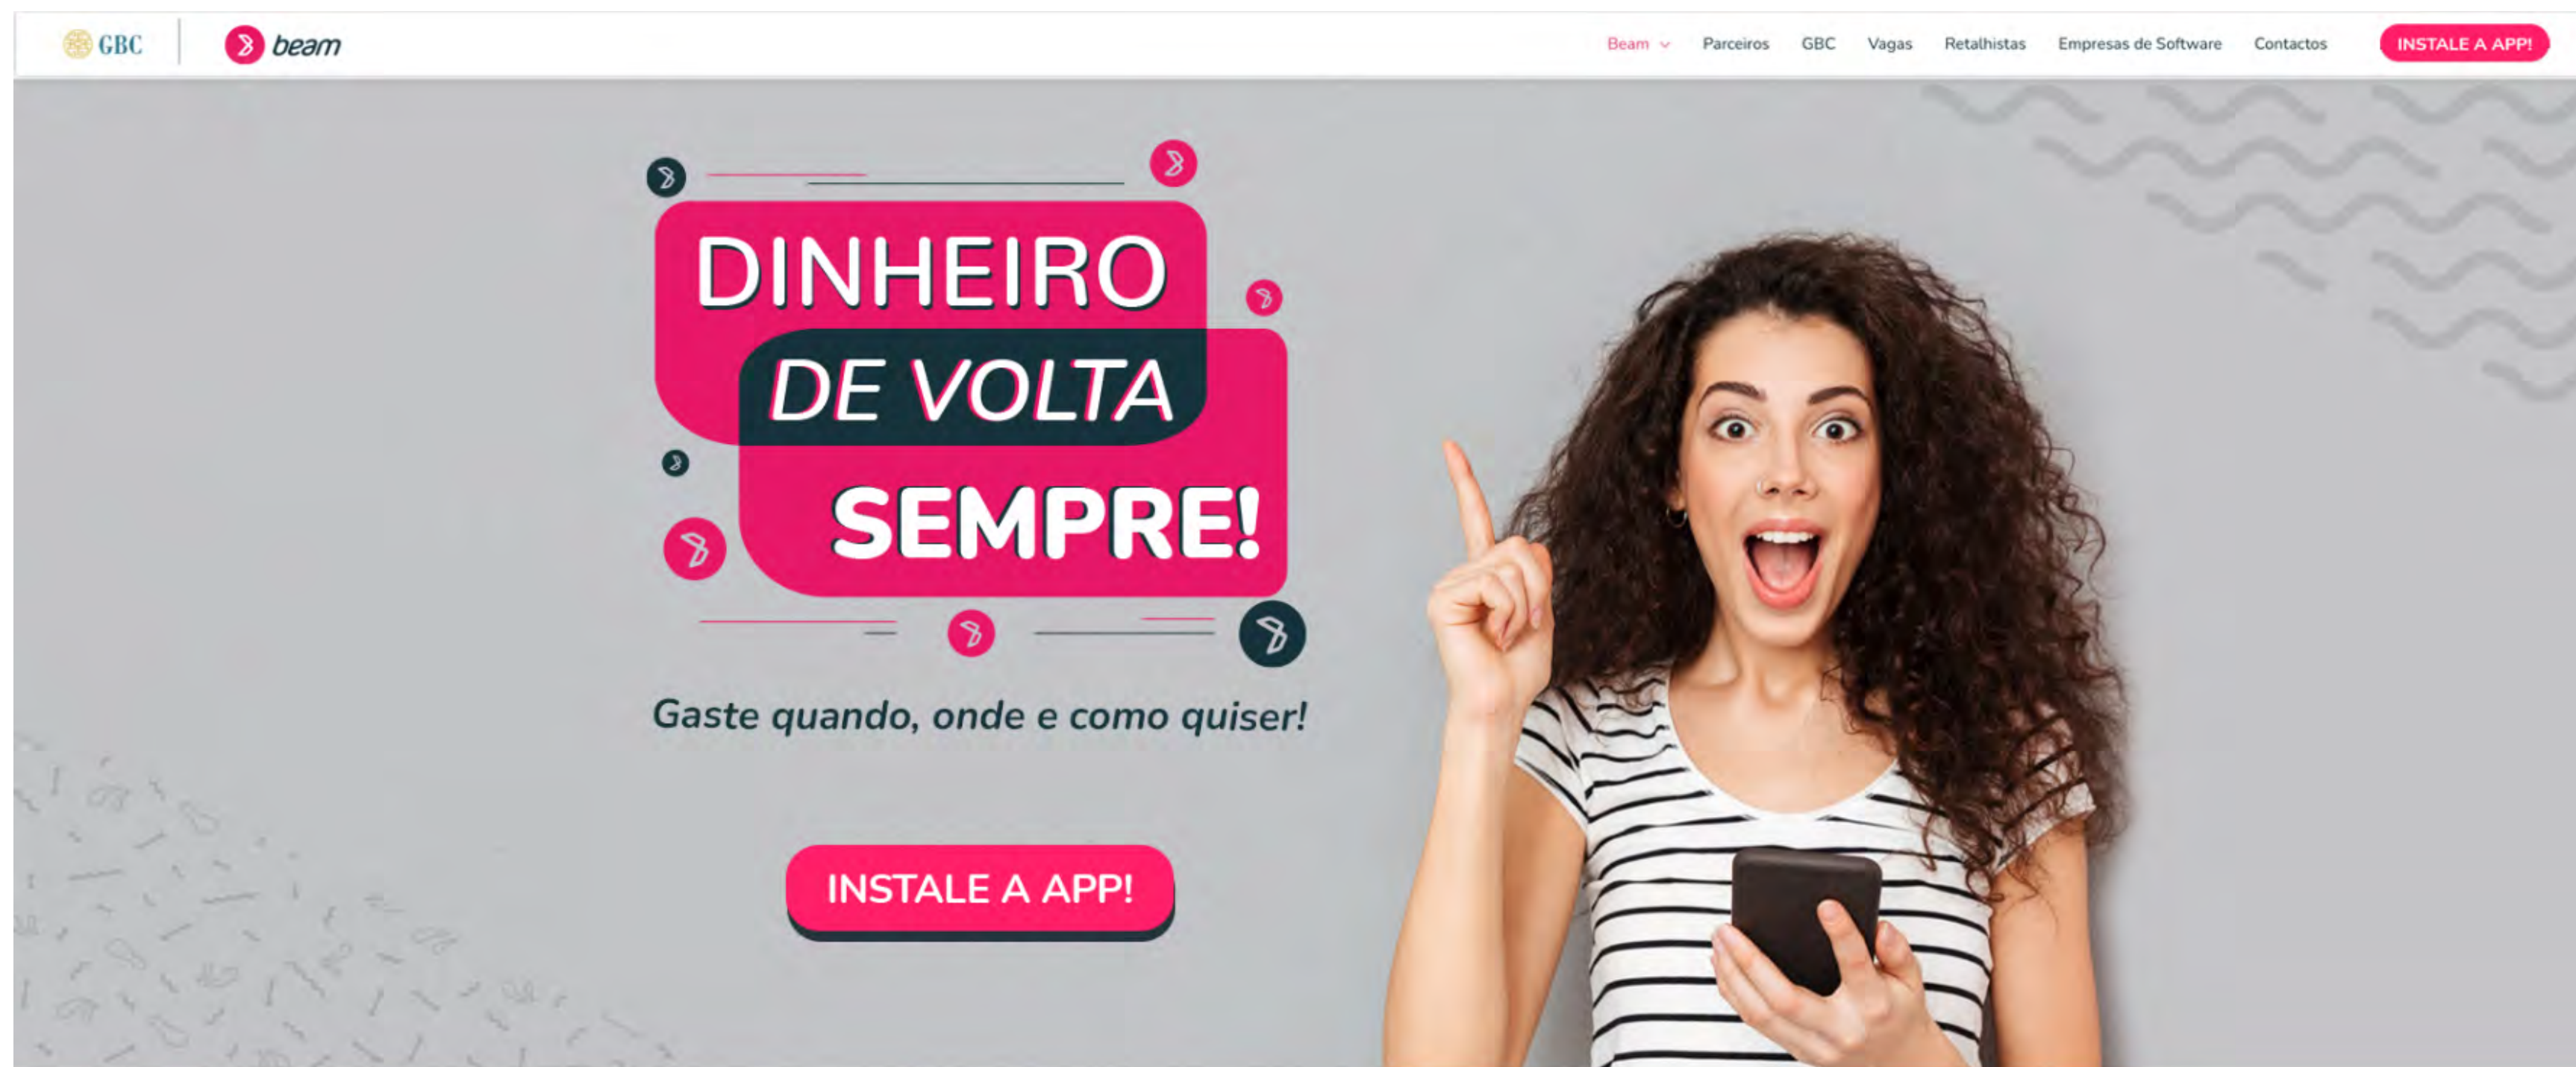 GBC
beam
Beam
Parceiros
GBC
Vagas
Retalhistas
Empresas de Software
Contactos
INSTALE A APP!
DINHEIRO
DE VOLTA
SEMPRE!
Gaste quando, onde e como quiser!
INSTALE A APP!